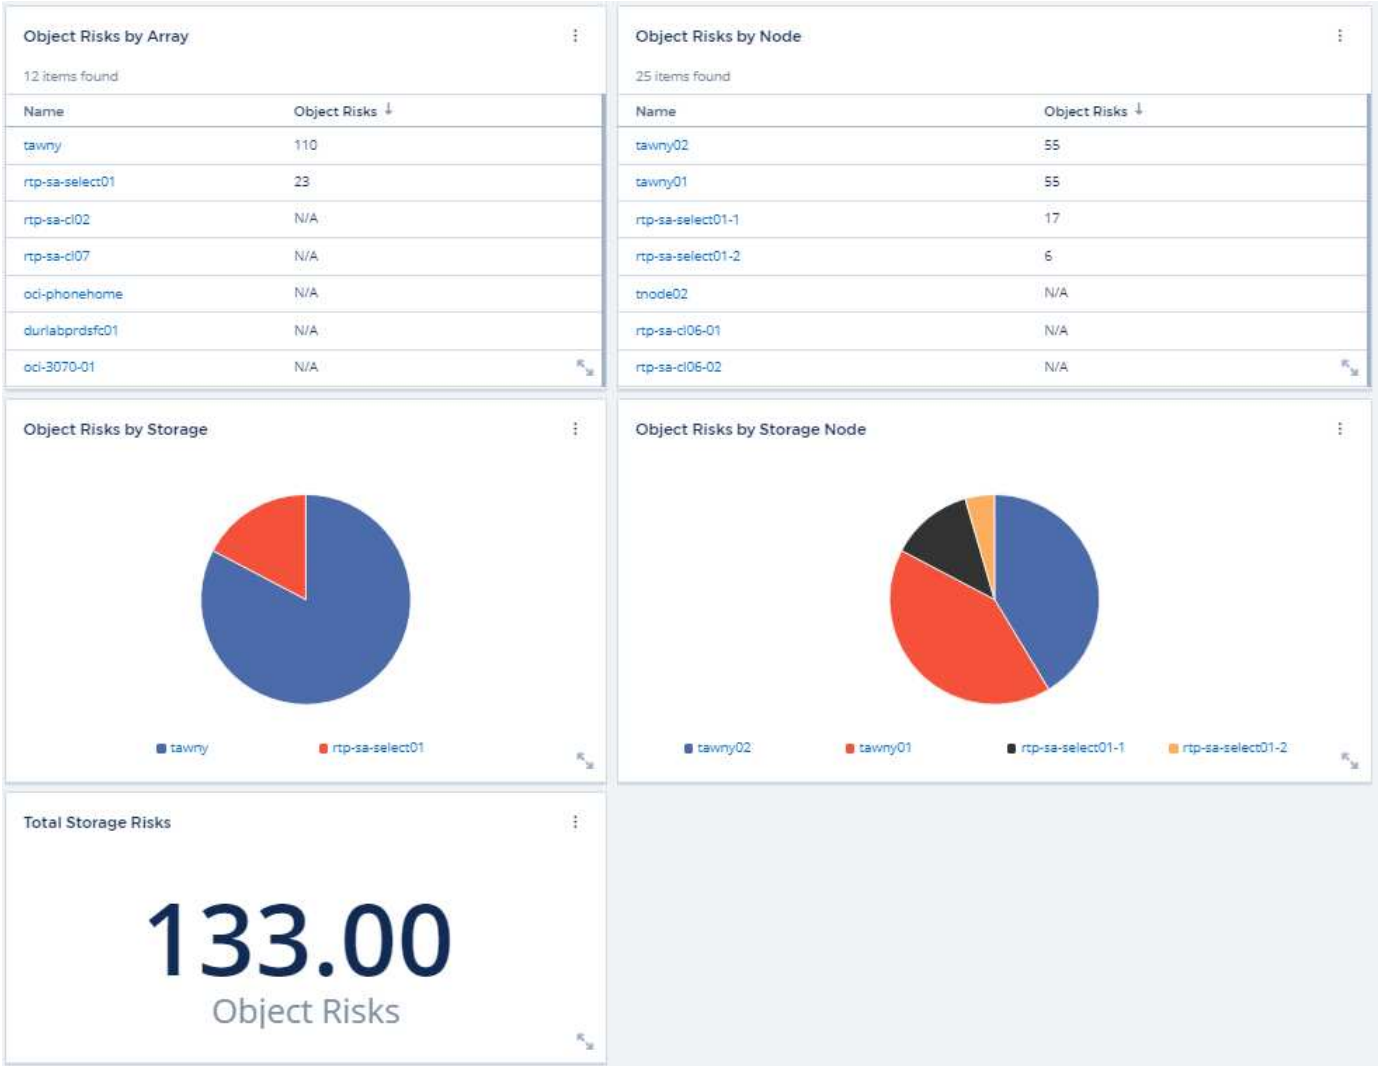 Object Risks by Array
12 items found
Name Object Risks ↓
tawny 110
rtp-sa-select01 23
rtp-sa-cl02 N/A
rtp-sa-cl07 N/A
oci-phonehome N/A
durlabprdsfc01 N/A
oci-3070-01 N/A
Object Risks by Node
25 items found
Name Object Risks ↓
tawny02 55
tawny01 55
rtp-sa-select01-1 17
rtp-sa-select01-2 6
tnode02 N/A
rtp-sa-cl06-01 N/A
rtp-sa-cl06-02 N/A
Object Risks by Storage
tawny rtp-sa-select01
Object Risks by Storage Node
tawny02 tawny01 rtp-sa-select01-1 rtp-sa-select01-2
Total Storage Risks
133.00
Object Risks